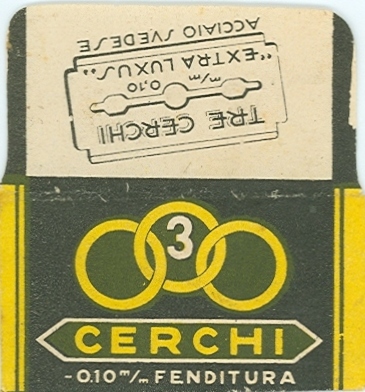 ACCIAIO SVEDESE
"EXTRA LUXUS"
0,10 m/m
TRE CERCHI
3
CERCHI
-0.10 m/m FENDITURA